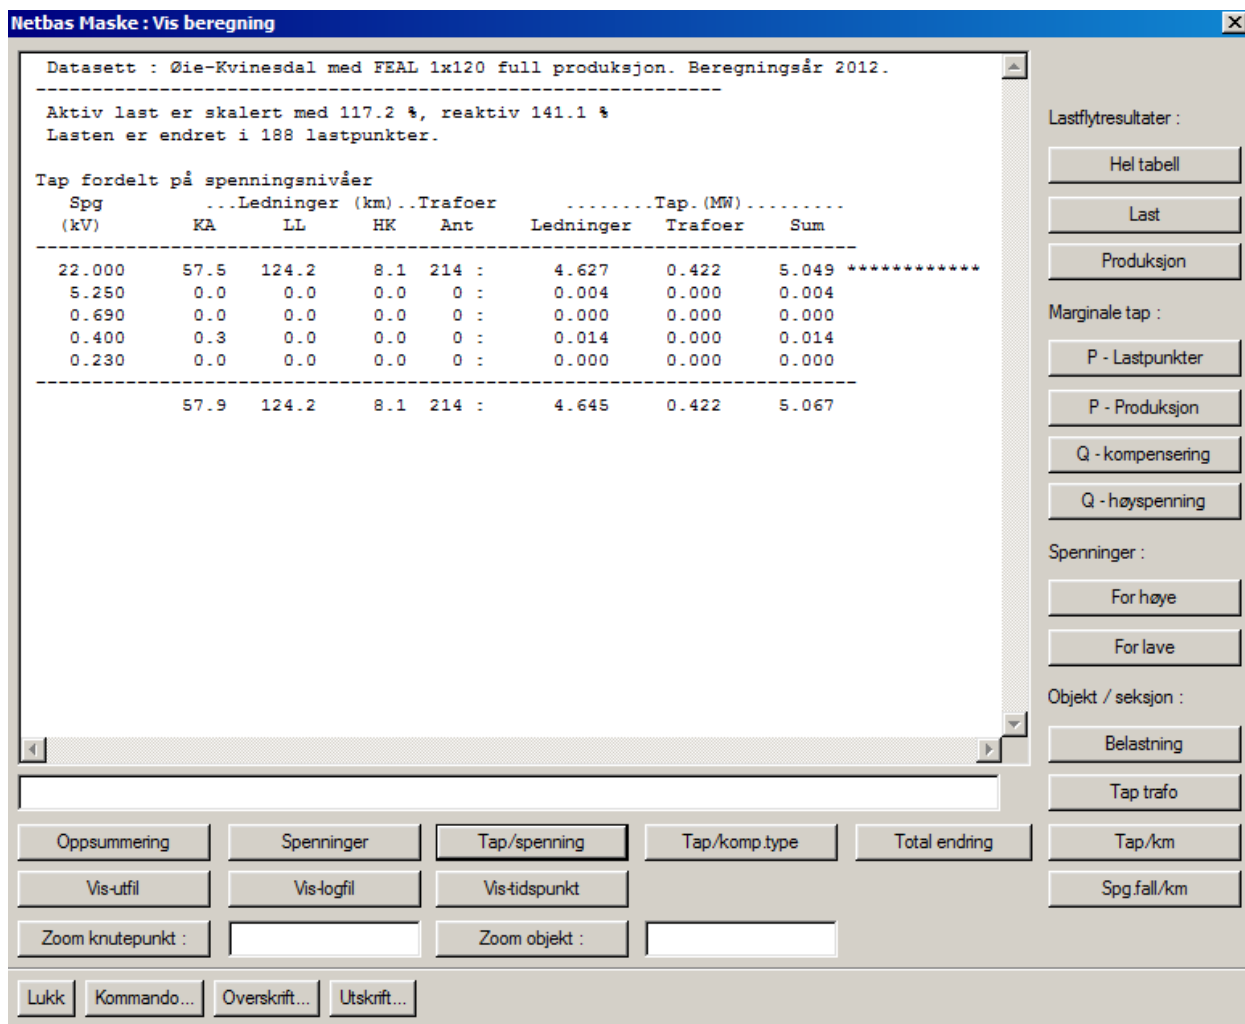 Netbas Maske : Vis beregning
Datasett : Øie-Kvinesdal med FEAL 1x120 full produksjon. Beregningsår 2012.
-------------------------------------------------------------
Aktiv last er skalert med 117.2 %, reaktiv 141.1 %
Lasten er endret i 188 lastpunkter.
Tap fordelt på spenningsnivåer
Spg ...Ledninger (km)..Trafoer ........Tap.(MW).........
(kV) KA LL HK Ant Ledninger Trafoer Sum
-------------------------------------------------------------------------
22.000 57.5 124.2 8.1 214 : 4.627 0.422 5.049 ************
5.250 0.0 0.0 0.0 0 : 0.004 0.000 0.004
0.690 0.0 0.0 0.0 0 : 0.000 0.000 0.000
0.400 0.3 0.0 0.0 0 : 0.014 0.000 0.014
0.230 0.0 0.0 0.0 0 : 0.000 0.000 0.000
-------------------------------------------------------------------------
57.9 124.2 8.1 214 : 4.645 0.422 5.067
Lastflytresultater :
Hel tabell
Last
Produksjon
Marginale tap :
P - Lastpunkter
P - Produksjon
Q - kompensering
Q - høyspenning
Spenninger :
For høye
For lave
Objekt / seksjon :
Belastning
Tap trafo
Oppsummering Spenninger Tap/spenning Tap/komp.type Total endring Tap/km
Vis-utfil Vis-logfil Vis-tidspunkt Spg.fall/km
Zoom knutepunkt : Zoom objekt :
Lukk Kommando... Overskrift... Utskrift...